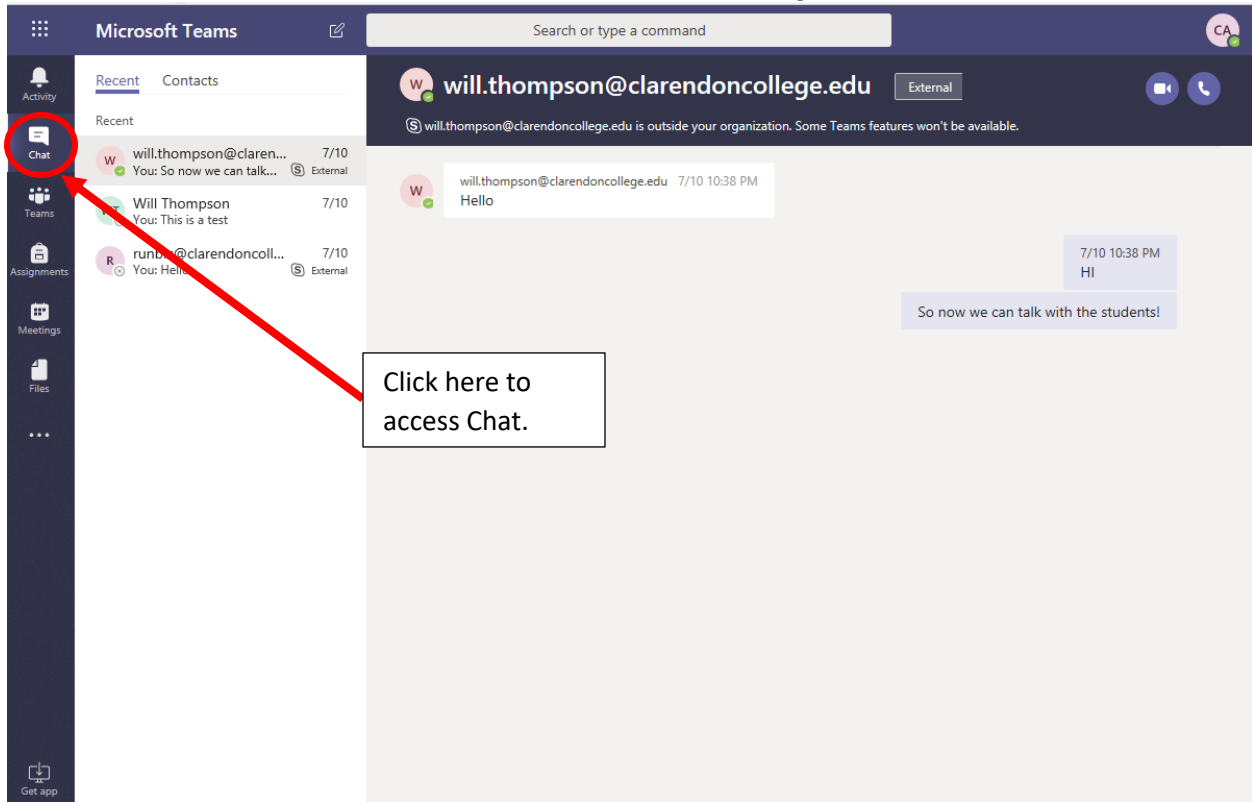 Microsoft Teams
Search or type a command
CA
Activity
Chat
Teams
Assignments
Meetings
Files
Get app
Recent Contacts
Recent
W will.thompson@claren... 7/10
You: So now we can talk... S External
Will Thompson 7/10
You: This is a test
R @clarendoncoll... 7/10
You: S External
W will.thompson@clarendoncollege.edu External
S will.thompson@clarendoncollege.edu is outside your organization. Some Teams features won't be available.
W will.thompson@clarendoncollege.edu 7/10 10:38 PM
Hello
7/10 10:38 PM
HI
So now we can talk with the students!
Click here to
access Chat.